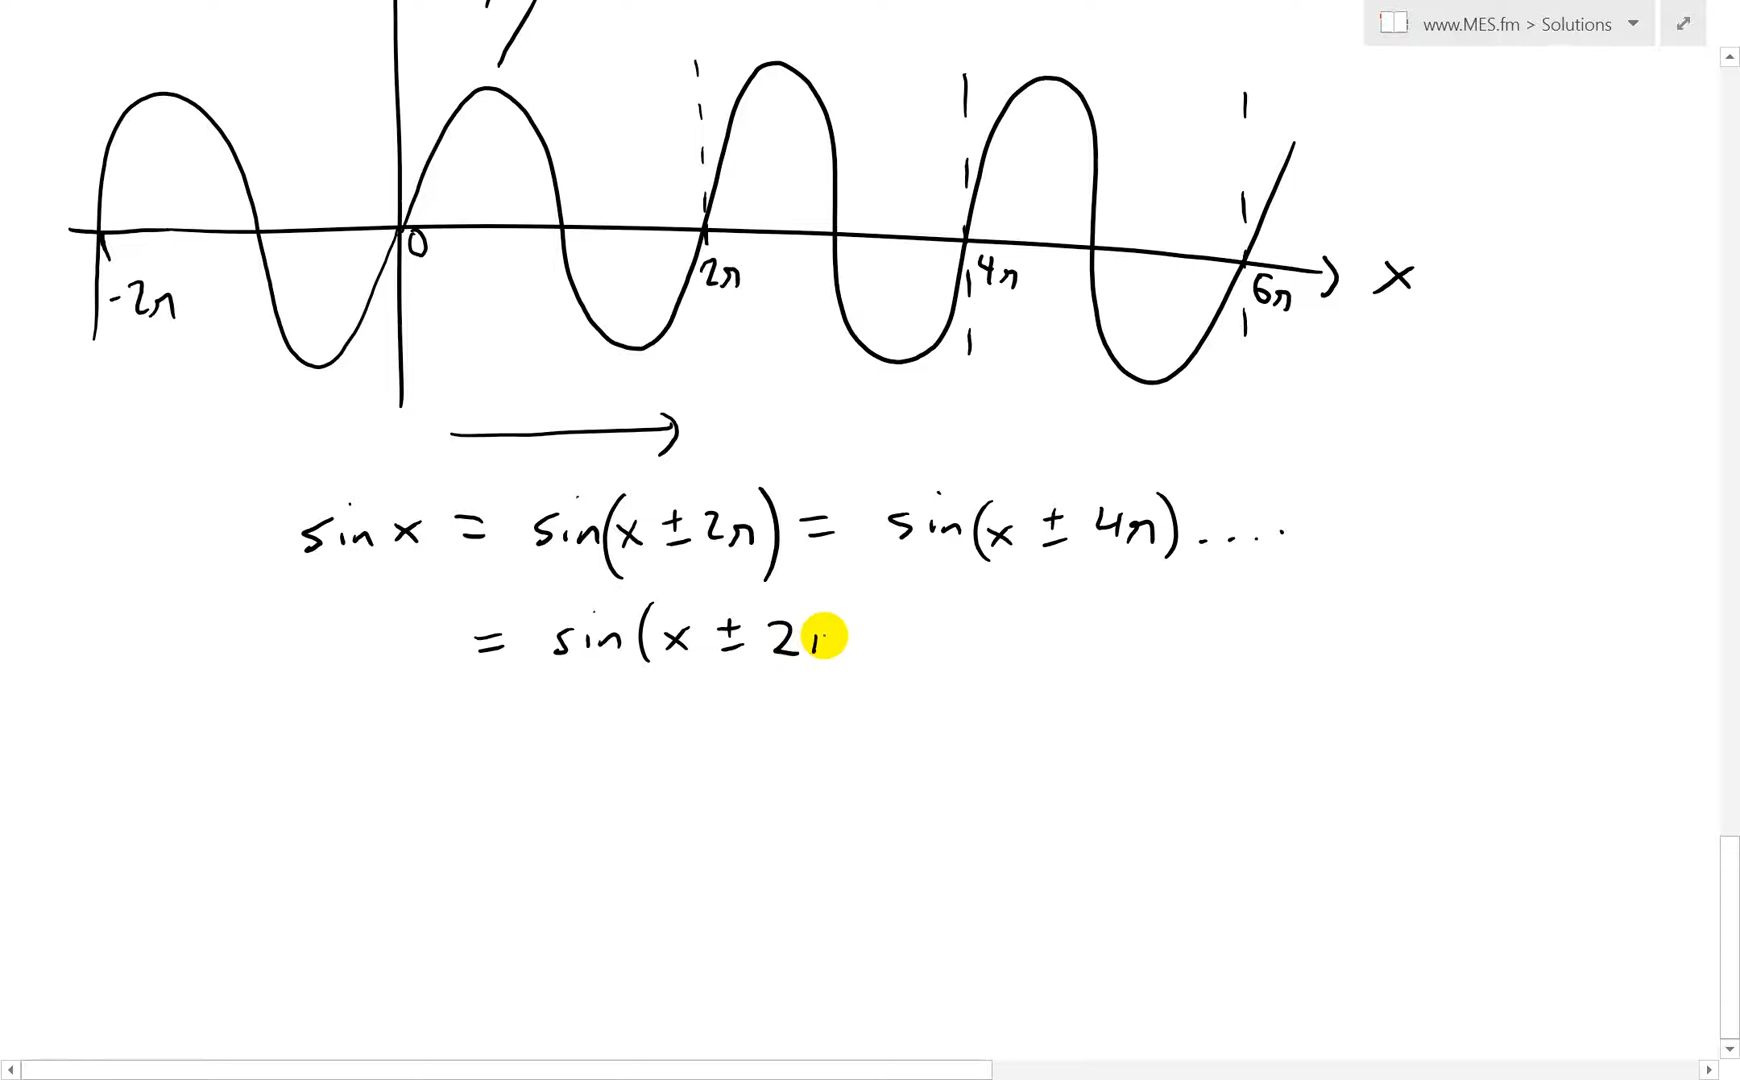 www.MES.fm > Solutions
0
2π
4π
-2π
6π
x
sin x = sin(x ± 2π) = sin(x ± 4π)....
= sin(x ± 2